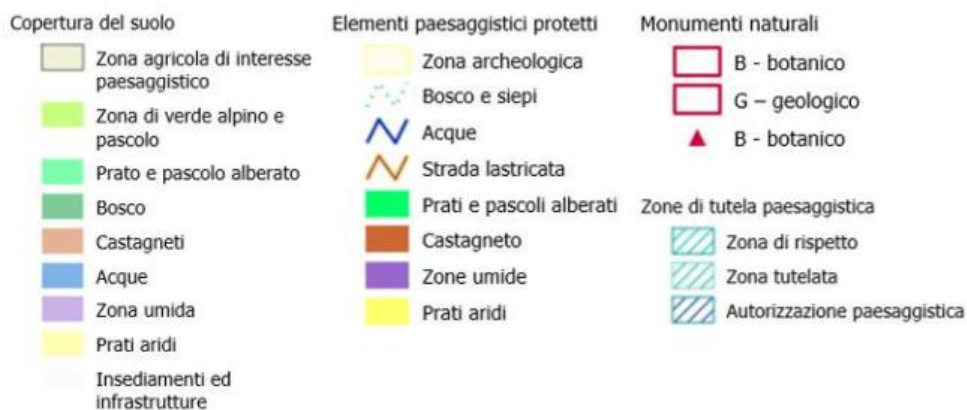 Copertura del suolo
Zona agricola di interesse
paesaggistico
Zona di verde alpino e
pascolo
Prato e pascolo alberato
Bosco
Castagneti
Acque
Zona umida
Prati aridi
Insediamenti ed
infrastrutture
Elementi paesaggistici protetti
Zona archeologica
Bosco e siepi
Acque
Strada lastricata
Prati e pascoli alberati
Castagneto
Zone umide
Prati aridi
Monumenti naturali
B - botanico
G – geologico
B - botanico
Zone di tutela paesaggistica
Zona di rispetto
Zona tutelata
Autorizzazione paesaggistica